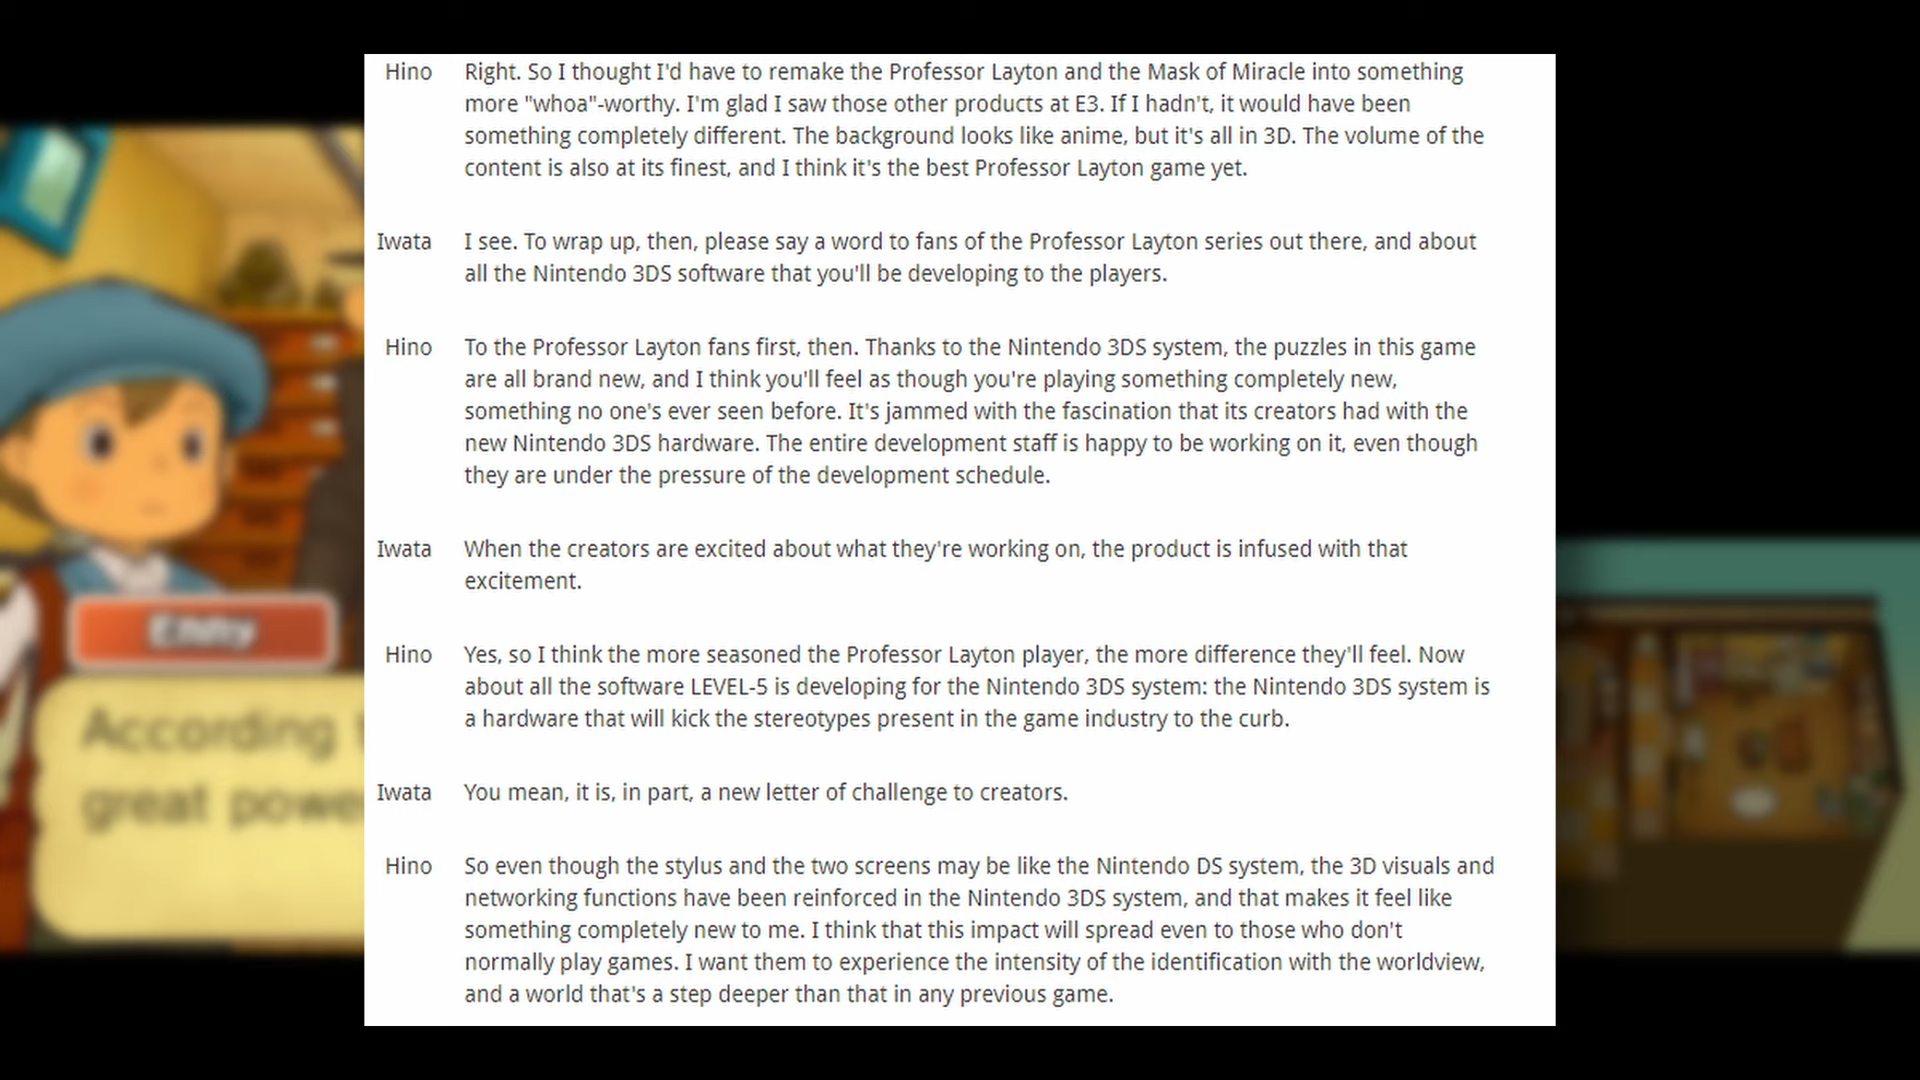 Hino Right. So I thought I'd have to remake the Professor Layton and the Mask of Miracle into something
more "whoa"-worthy. I'm glad I saw those other products at E3. If I hadn't, it would have been
something completely different. The background looks like anime, but it's all in 3D. The volume of the
content is also at its finest, and I think it's the best Professor Layton game yet.
Iwata I see. To wrap up, then, please say a word to fans of the Professor Layton series out there, and about
all the Nintendo 3DS software that you'll be developing to the players.
Hino To the Professor Layton fans first, then. Thanks to the Nintendo 3DS system, the puzzles in this game
are all brand new, and I think you'll feel as though you're playing something completely new,
something no one's ever seen before. It's jammed with the fascination that its creators had with the
new Nintendo 3DS hardware. The entire development staff is happy to be working on it, even though
they are under the pressure of the development schedule.
Iwata When the creators are excited about what they're working on, the product is infused with that
excitement.
Hino Yes, so I think the more seasoned the Professor Layton player, the more difference they'll feel. Now
about all the software LEVEL-5 is developing for the Nintendo 3DS system: the Nintendo 3DS system is
a hardware that will kick the stereotypes present in the game industry to the curb.
Iwata You mean, it is, in part, a new letter of challenge to creators.
Hino So even though the stylus and the two screens may be like the Nintendo DS system, the 3D visuals and
networking functions have been reinforced in the Nintendo 3DS system, and that makes it feel like
something completely new to me. I think that this impact will spread even to those who don't
normally play games. I want them to experience the intensity of the identification with the worldview,
and a world that's a step deeper than that in any previous game.
According
great